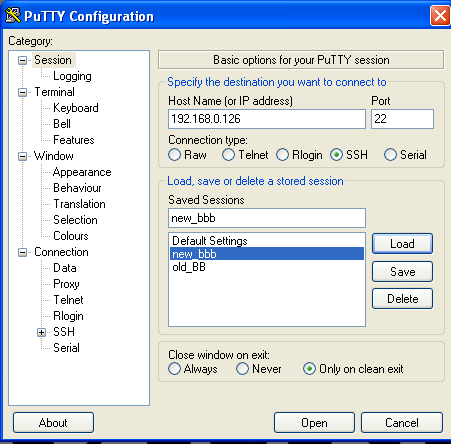 PuTTY Configuration
Category:
Session
Logging
Terminal
Keyboard
Bell
Features
Window
Appearance
Behaviour
Translation
Selection
Colours
Connection
Data
Proxy
Telnet
Rlogin
SSH
Serial
Basic options for your PuTTY session
Specify the destination you want to connect to
Host Name (or IP address) Port
192.168.0.126 22
Connection type:
Raw Telnet Rlogin SSH Serial
Load, save or delete a stored session
Saved Sessions
new_bbb
Default Settings
new_bbb
old_BB
Load
Save
Delete
Close window on exit:
Always Never Only on clean exit
About Open Cancel